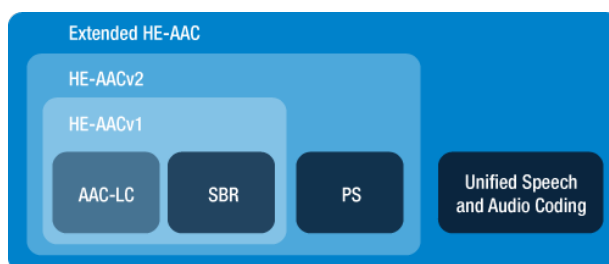 Extended HE-AAC
HE-AACv2
HE-AACv1
AAC-LC
SBR
PS
Unified Speech
and Audio Coding